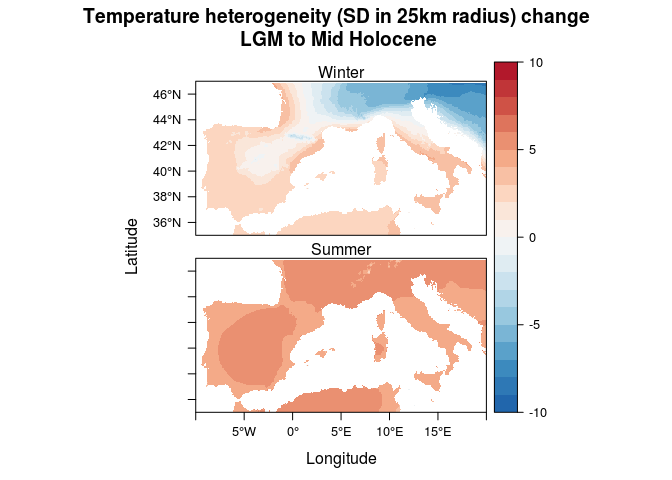 Temperature heterogeneity (SD in 25km radius) change
LGM to Mid Holocene
Winter
46°N
44°N
42°N
40°N
38°N
36°N
Summer
5°W 0° 5°E 10°E 15°E
Longitude
Latitude
10
5
0
-5
-10